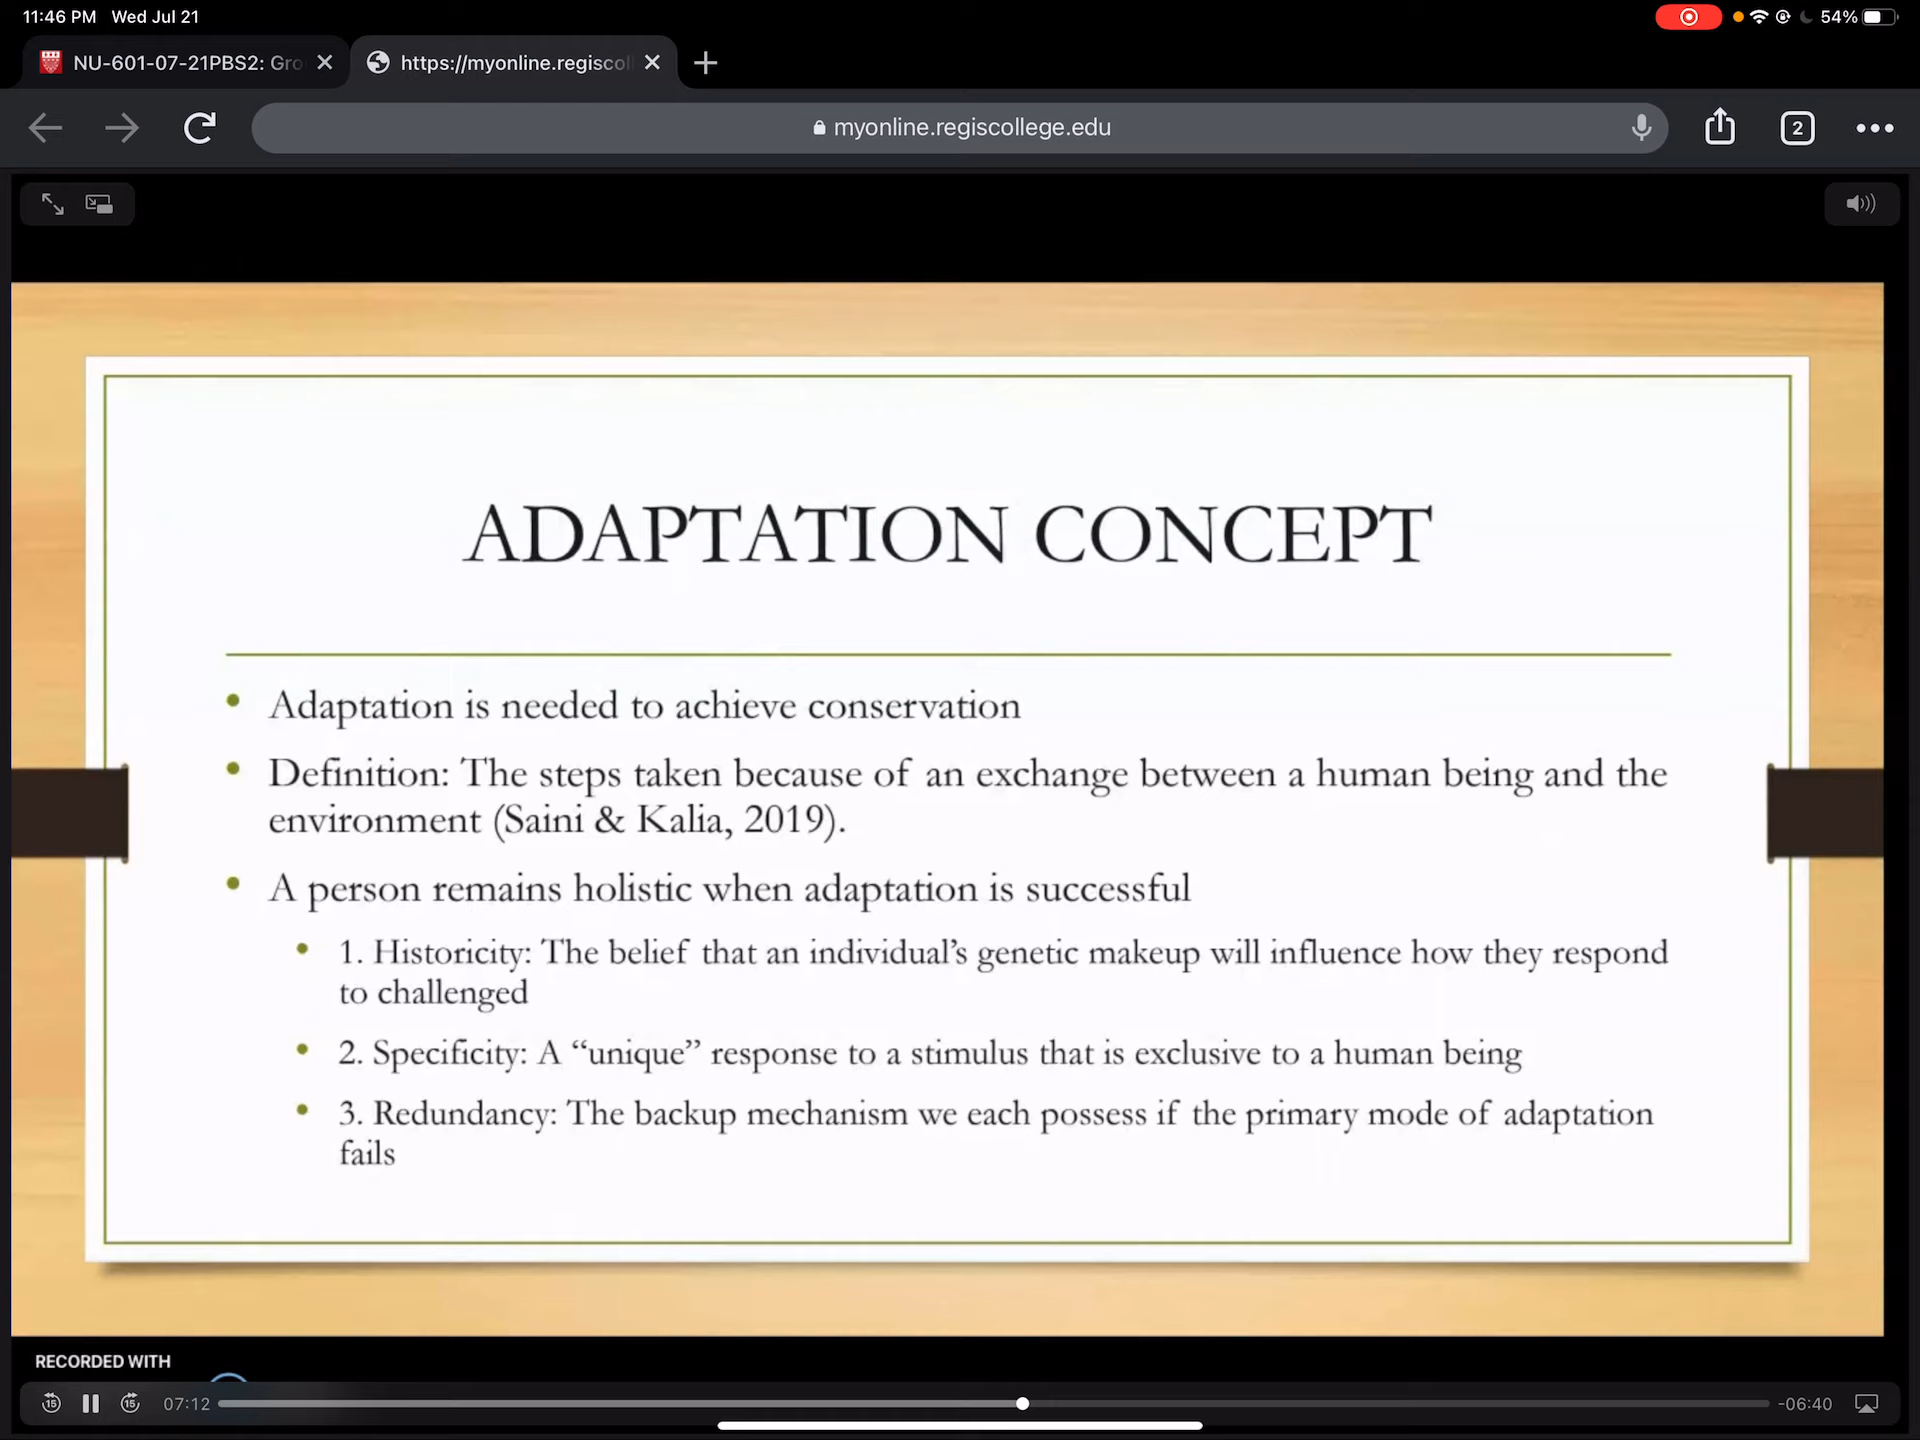 11:46 PM Wed Jul 21
54%
NU-601-07-21PBS2: Gro
https://myonline.regiscol
myonline.regiscollege.edu
2
ADAPTATION CONCEPT
• Adaptation is needed to achieve conservation
• Definition: The steps taken because of an exchange between a human being and the
environment (Saini & Kalia, 2019).
• A person remains holistic when adaptation is successful
• 1. Historicity: The belief that an individual’s genetic makeup will influence how they respond
to challenged
• 2. Specificity: A “unique” response to a stimulus that is exclusive to a human being
• 3. Redundancy: The backup mechanism we each possess if the primary mode of adaptation
fails
RECORDED WITH
15 15 07:12 -06:40